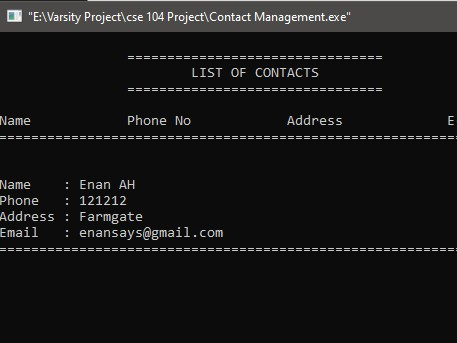 "E:\Varsity Project\cse 104 Project\Contact Management.exe"
================================
LIST OF CONTACTS
================================
Name Phone No Address E
=========================================================
Name : Enan AH
Phone : 121212
Address : Farmgate
Email : enansays@gmail.com
=========================================================